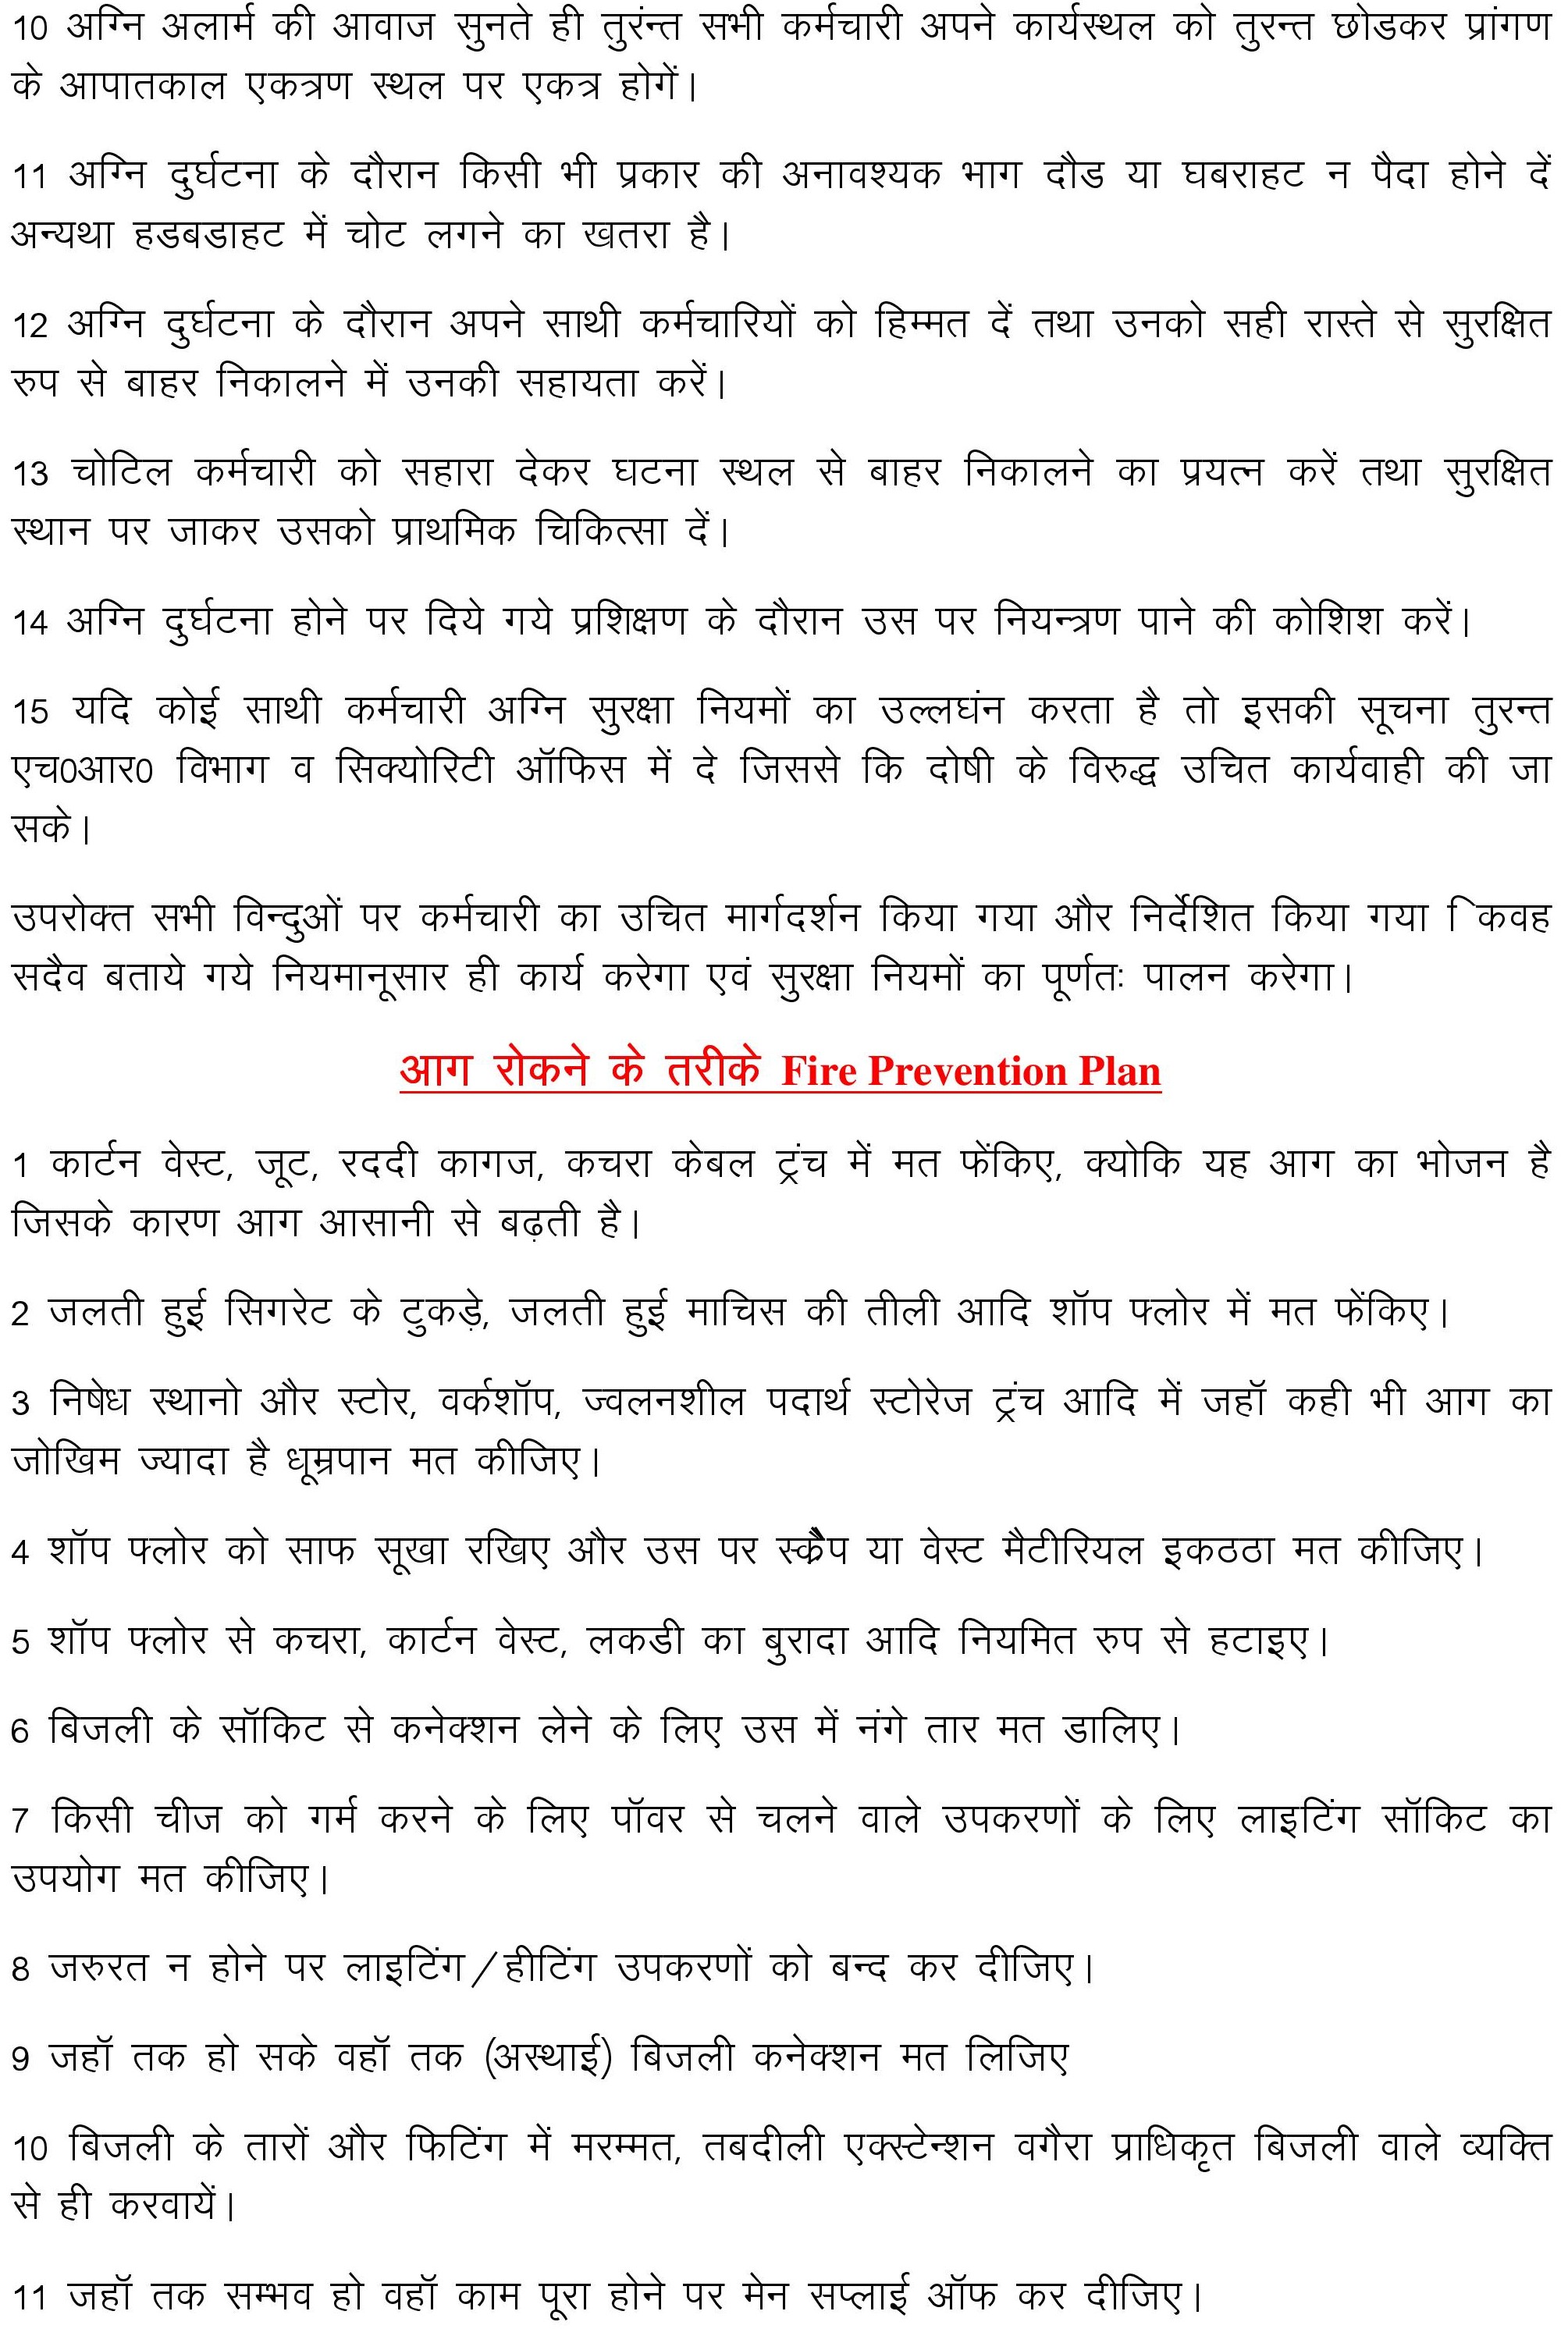 10 अग्नि अलार्म की आवाज सुनते ही तुरंन्त सभी कर्मचारी अपने कार्यस्थल को तुरन्त छोडकर प्रांगण
के आपातकाल एकत्रण स्थल पर एकत्र होगें।
11 अग्नि दुर्घटना के दौरान किसी भी प्रकार की अनावश्यक भाग दौड या घबराहट न पैदा होने दें
अन्यथा हडबडाहट में चोट लगने का खतरा है।
12 अग्नि दुर्घटना के दौरान अपने साथी कर्मचारियों को हिम्मत दें तथा उनको सही रास्ते से सुरक्षित
रुप से बाहर निकालने में उनकी सहायता करें।
13 चोटिल कर्मचारी को सहारा देकर घटना स्थल से बाहर निकालने का प्रयत्न करें तथा सुरक्षित
स्थान पर जाकर उसको प्राथमिक चिकित्सा दें।
14 अग्नि दुर्घटना होने पर दिये गये प्रशिक्षण के दौरान उस पर नियन्त्रण पाने की कोशिश करें।
15 यदि कोई साथी कर्मचारी अग्नि सुरक्षा नियमों का उल्लघंन करता है तो इसकी सूचना तुरन्त
एच0आर0 विभाग व सिक्योरिटी ऑफिस में दे जिससे कि दोषी के विरुद्ध उचित कार्यवाही की जा
सके।
उपरोक्त सभी विन्दुओं पर कर्मचारी का उचित मार्गदर्शन किया गया और निर्देशित किया गया िकवह
सदैव बताये गये नियमानूसार ही कार्य करेगा एवं सुरक्षा नियमों का पूर्णतः पालन करेगा।
आग रोकने के तरीके Fire Prevention Plan
1 कार्टन वेस्ट, जूट, रददी कागज, कचरा केबल ट्रंच में मत फेंकिए, क्योकि यह आग का भोजन है
जिसके कारण आग आसानी से बढ़ती है।
2 जलती हुई सिगरेट के टुकड़े, जलती हुई माचिस की तीली आदि शॉप फ्लोर में मत फेंकिए।
3 निषेध स्थानो और स्टोर, वर्कशॉप, ज्वलनशील पदार्थ स्टोरेज ट्रंच आदि में जहॉ कही भी आग का
जोखिम ज्यादा है धूम्रपान मत कीजिए।
4 शॉप फ्लोर को साफ सूखा रखिए और उस पर स्क्रैप या वेस्ट मैटीरियल इकठठा मत कीजिए।
5 शॉप फ्लोर से कचरा, कार्टन वेस्ट, लकडी का बुरादा आदि नियमित रुप से हटाइए।
6 बिजली के सॉकिट से कनेक्शन लेने के लिए उस में नंगे तार मत डालिए।
7 किसी चीज को गर्म करने के लिए पॉवर से चलने वाले उपकरणों के लिए लाइटिंग सॉकिट का
उपयोग मत कीजिए।
8 जरुरत न होने पर लाइटिंग/हीटिंग उपकरणों को बन्द कर दीजिए।
9 जहॉ तक हो सके वहॉ तक (अस्थाई) बिजली कनेक्शन मत लिजिए
10 बिजली के तारों और फिटिंग में मरम्मत, तबदीली एक्स्टेन्शन वगैरा प्राधिकृत बिजली वाले व्यक्ति
से ही करवायें।
11 जहॉ तक सम्भव हो वहॉ काम पूरा होने पर मेन सप्लाई ऑफ कर दीजिए।